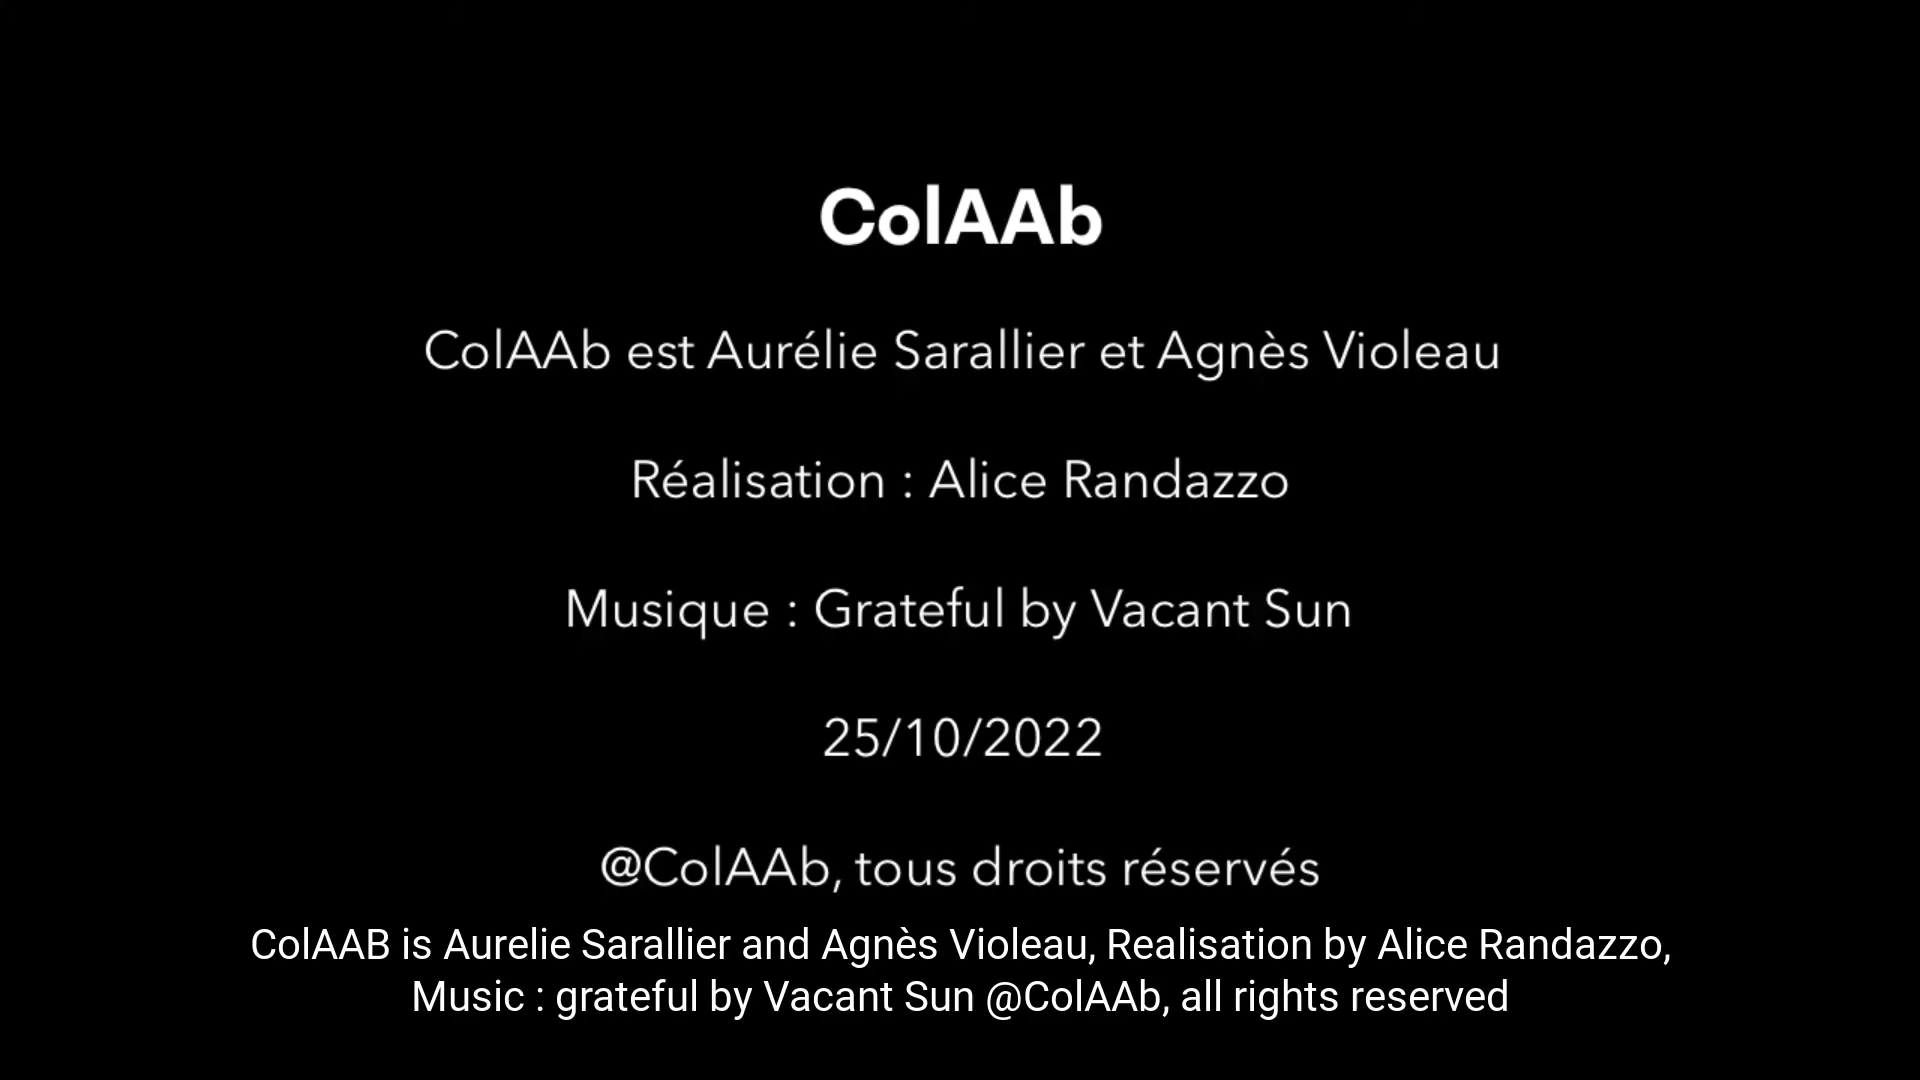 ColAAb
ColAAb est Aurélie Sarallier et Agnès Violeau
Réalisation : Alice Randazzo
Musique : Grateful by Vacant Sun
25/10/2022
@ColAAb, tous droits réservés
ColAAB is Aurelie Sarallier and Agnès Violeau, Realisation by Alice Randazzo,
Music : grateful by Vacant Sun @ColAAb, all rights reserved